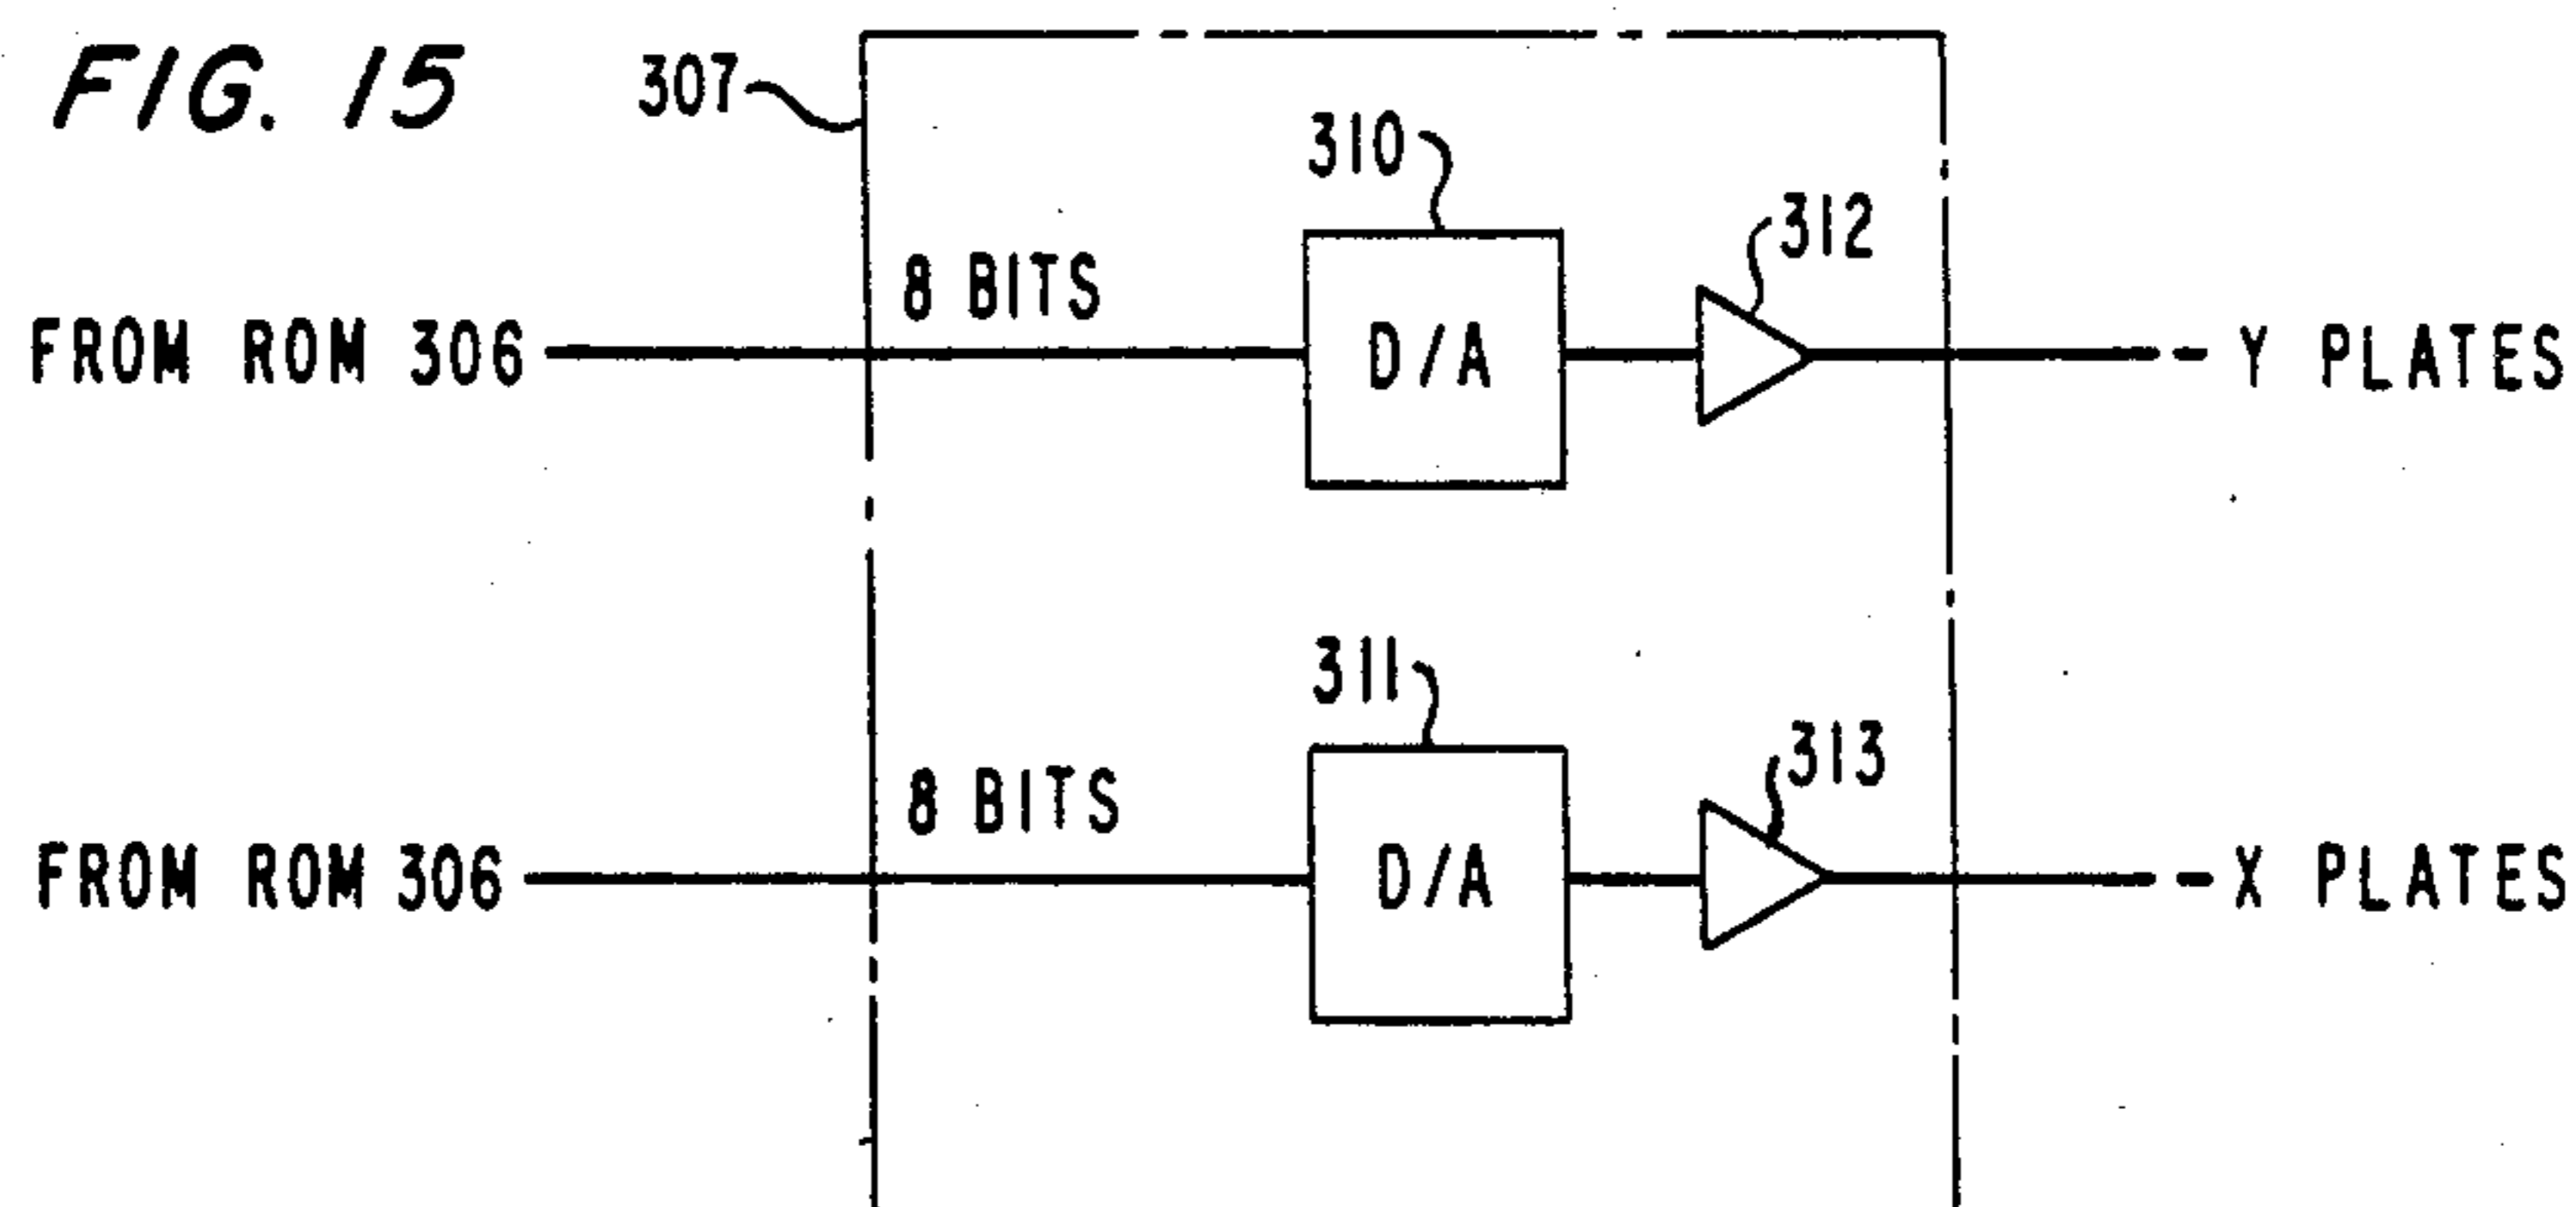 FIG. 15
307
310
312
8 BITS
FROM ROM 306
D/A
Y PLATES
311
313
8 BITS
FROM ROM 306
D/A
X PLATES